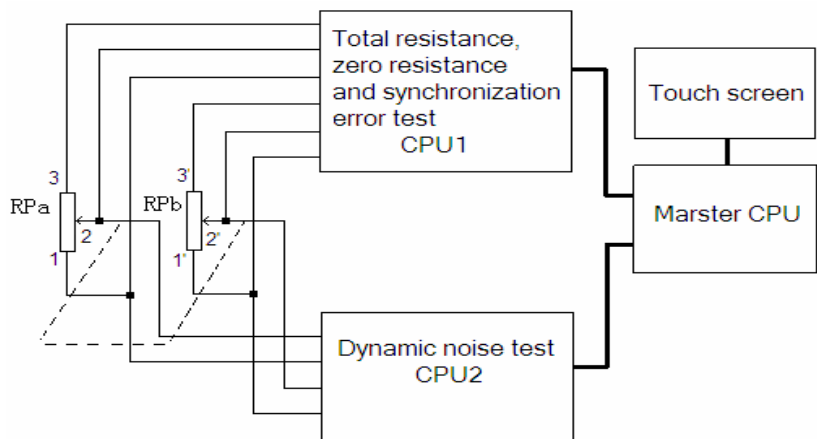 Total resistance,
zero resistance
and synchronization
error test
CPU1
Touch screen
Marster CPU
3
RPa
2
1
3'
RPb
2'
1'
Dynamic noise test
CPU2